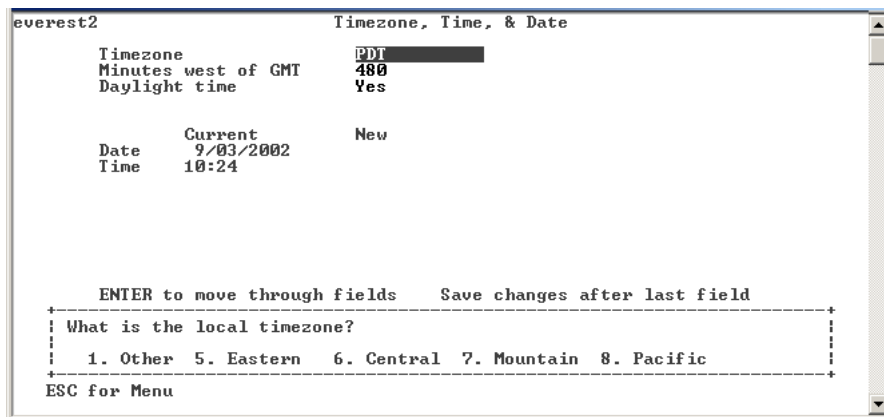 everest2 Timezone, Time, & Date
Timezone PDT
Minutes west of GMT 480
Daylight time Yes
Current New
Date 9/03/2002
Time 10:24
ENTER to move through fields Save changes after last field
What is the local timezone?
1. Other 5. Eastern 6. Central 7. Mountain 8. Pacific
ESC for Menu